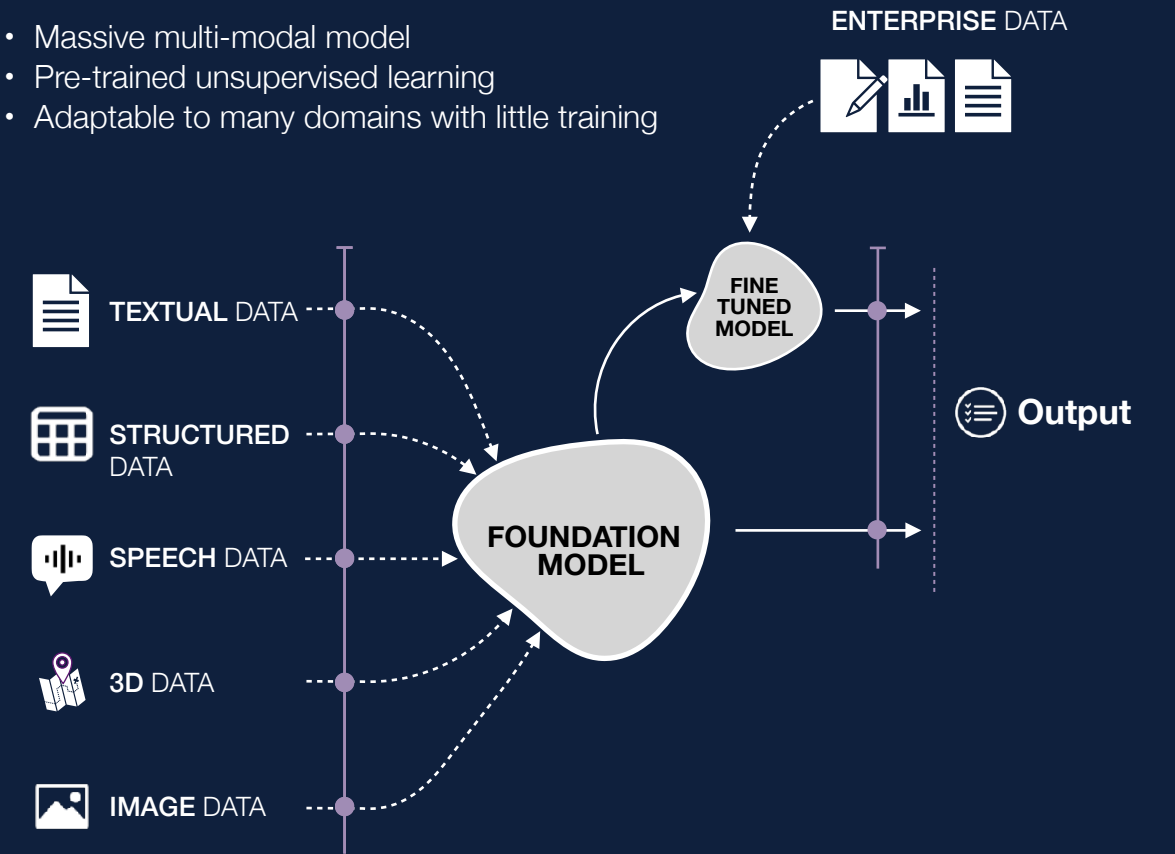 • Massive multi-modal model
• Pre-trained unsupervised learning
• Adaptable to many domains with little training
ENTERPRISE DATA
TEXTUAL DATA
STRUCTURED
DATA
SPEECH DATA
3D DATA
IMAGE DATA
FOUNDATION
MODEL
FINE
TUNED
MODEL
Output